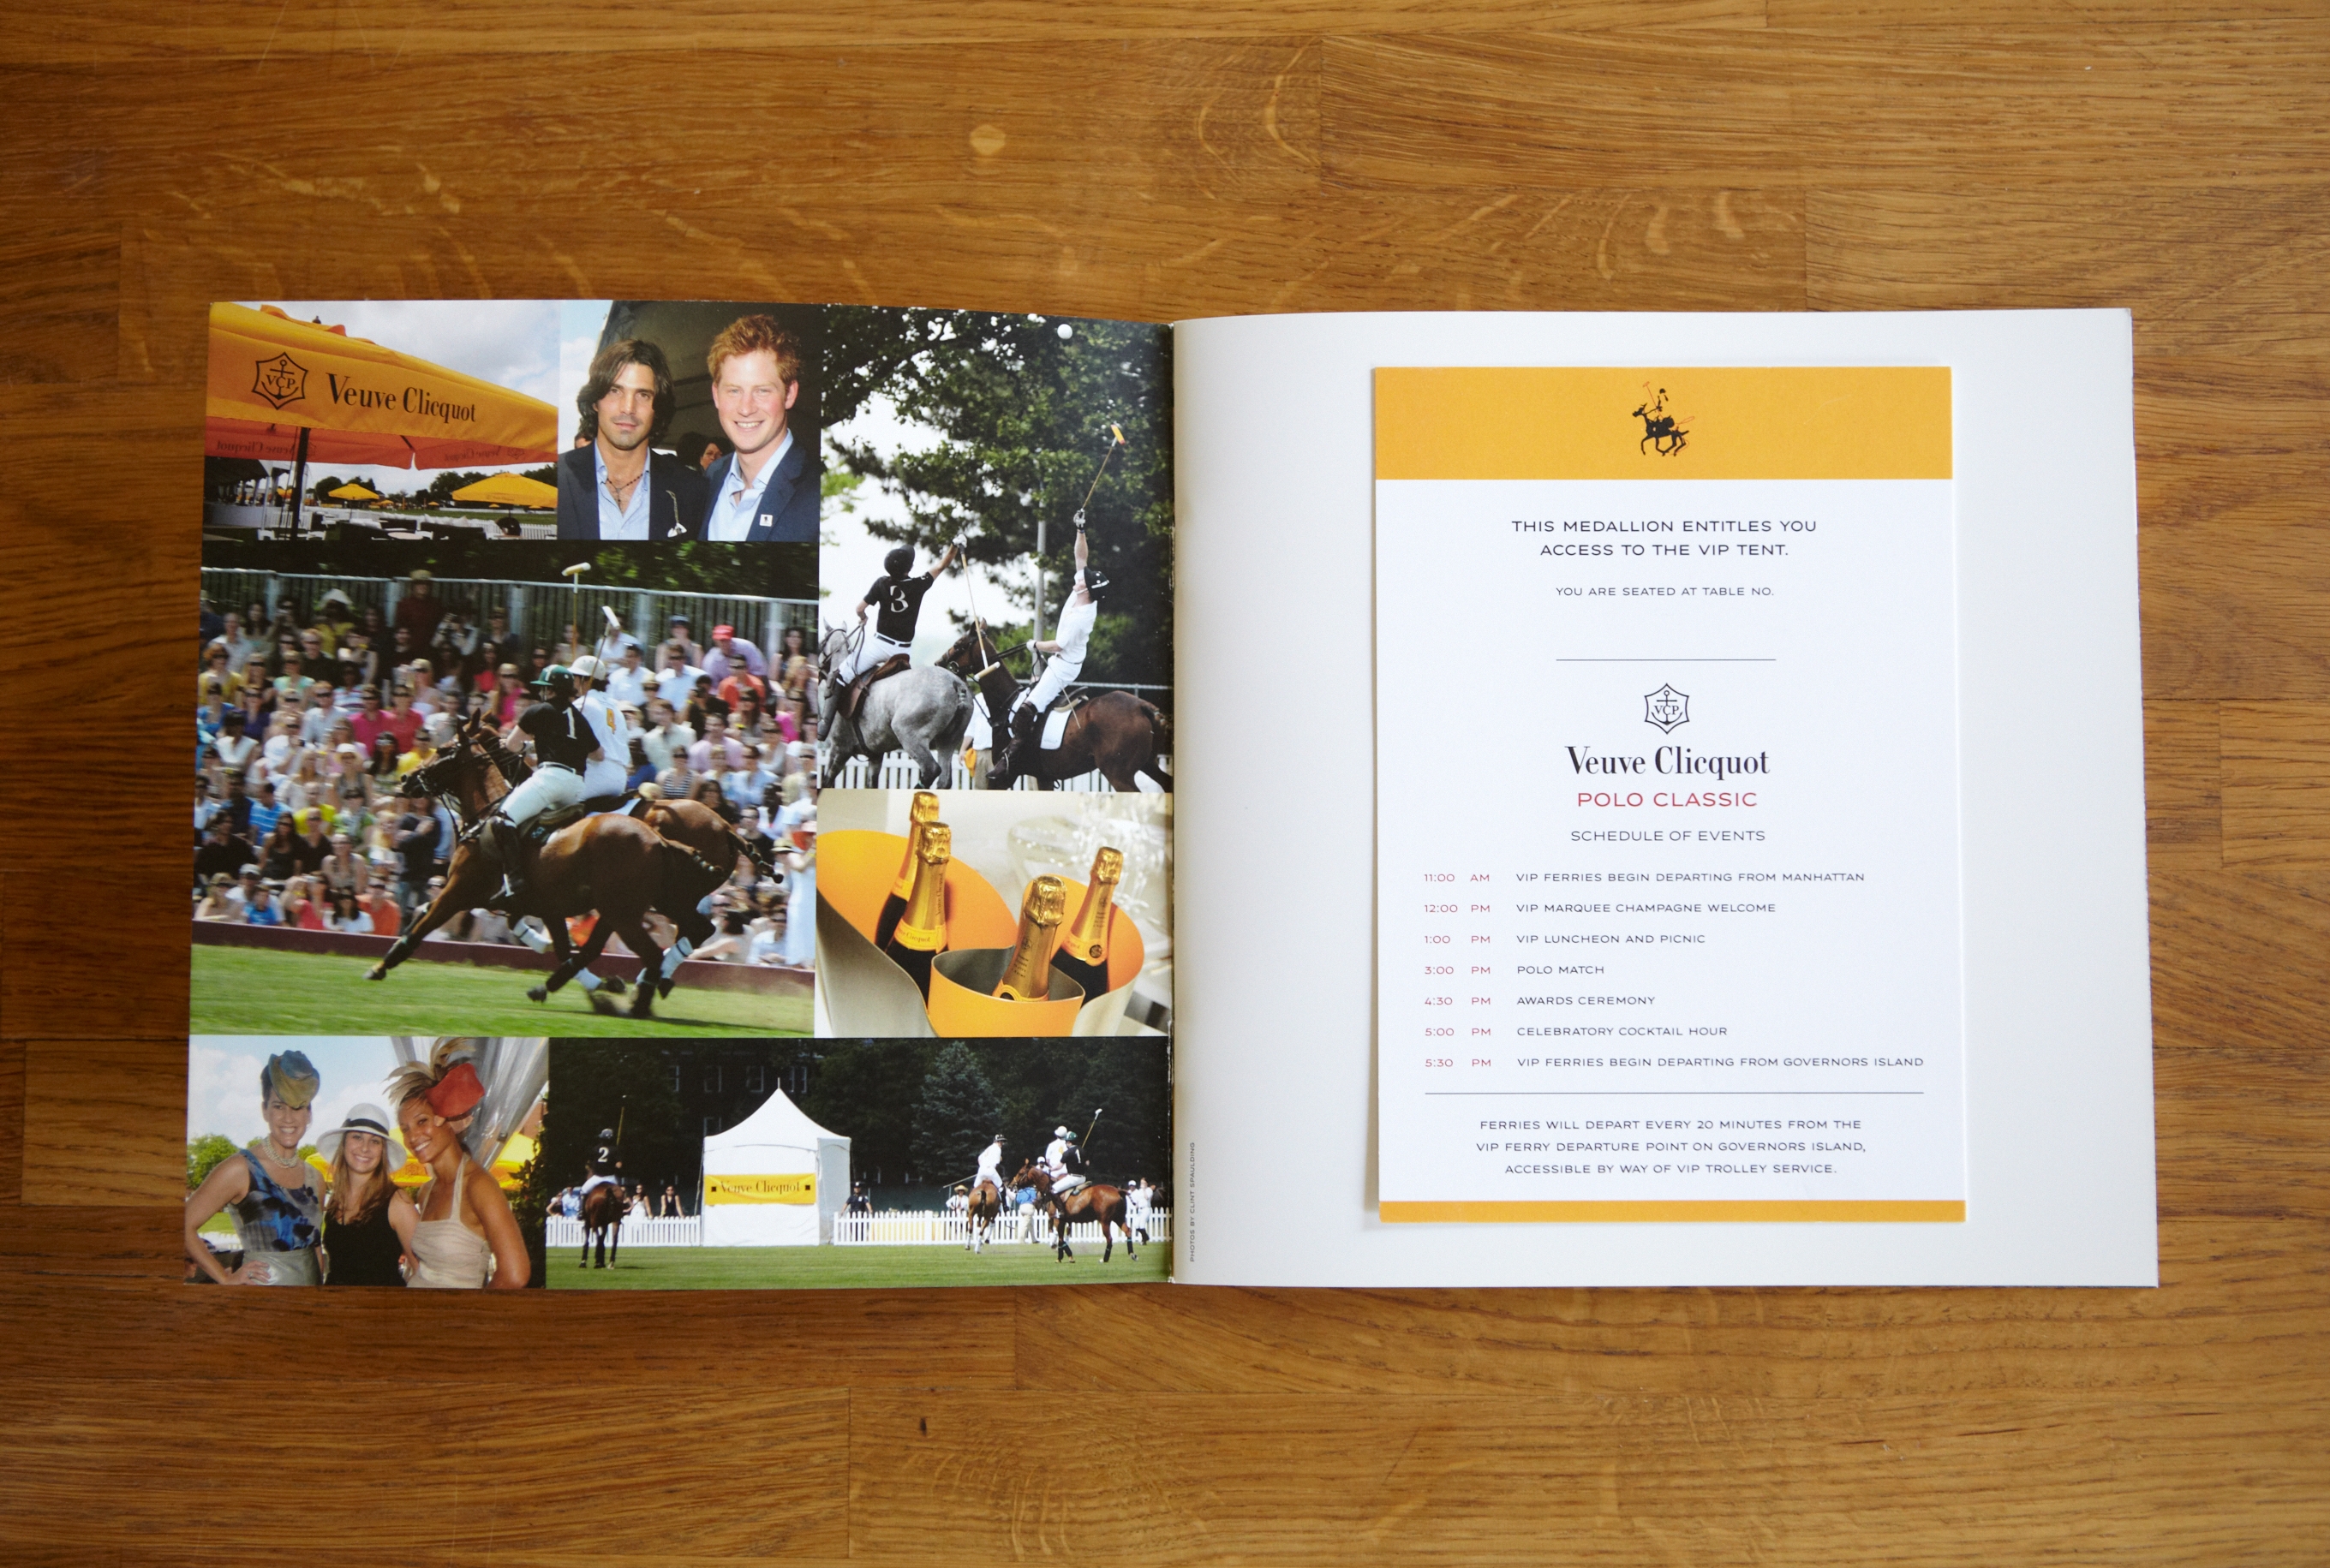 VCP
Veuve Clicquot
3
1
4
2
Veuve Clicquot
PHOTOS BY CLINT SPAULDING
THIS MEDALLION ENTITLES YOU
ACCESS TO THE VIP TENT.
YOU ARE SEATED AT TABLE NO.
VCP
Veuve Clicquot
POLO CLASSIC
SCHEDULE OF EVENTS
11:00 AM VIP FERRIES BEGIN DEPARTING FROM MANHATTAN
12:00 PM VIP MARQUEE CHAMPAGNE WELCOME
1:00 PM VIP LUNCHEON AND PICNIC
3:00 PM POLO MATCH
4:30 PM AWARDS CEREMONY
5:00 PM CELEBRATORY COCKTAIL HOUR
5:30 PM VIP FERRIES BEGIN DEPARTING FROM GOVERNORS ISLAND
FERRIES WILL DEPART EVERY 20 MINUTES FROM THE
VIP FERRY DEPARTURE POINT ON GOVERNORS ISLAND,
ACCESSIBLE BY WAY OF VIP TROLLEY SERVICE.